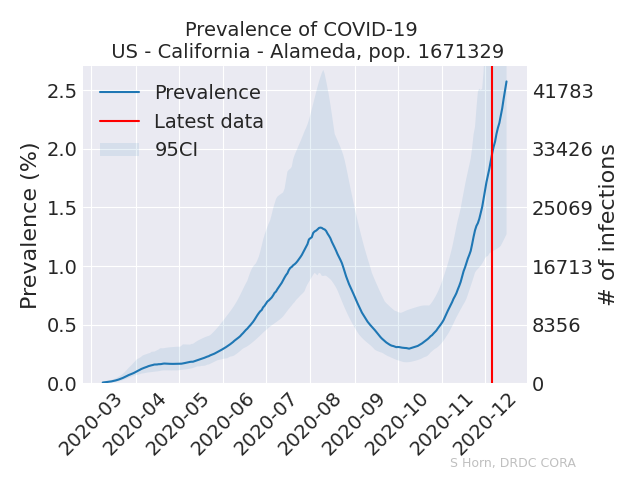 Prevalence of COVID-19
US - California - Alameda, pop. 1671329
Prevalence
Latest data
95CI
Prevalence (%)
2.5
2.0
1.5
1.0
0.5
0.0
41783
33426
25069
16713
8356
0
# of infections
2020-03
2020-04
2020-05
2020-06
2020-07
2020-08
2020-09
2020-10
2020-11
2020-12
S Horn, DRDC CORA